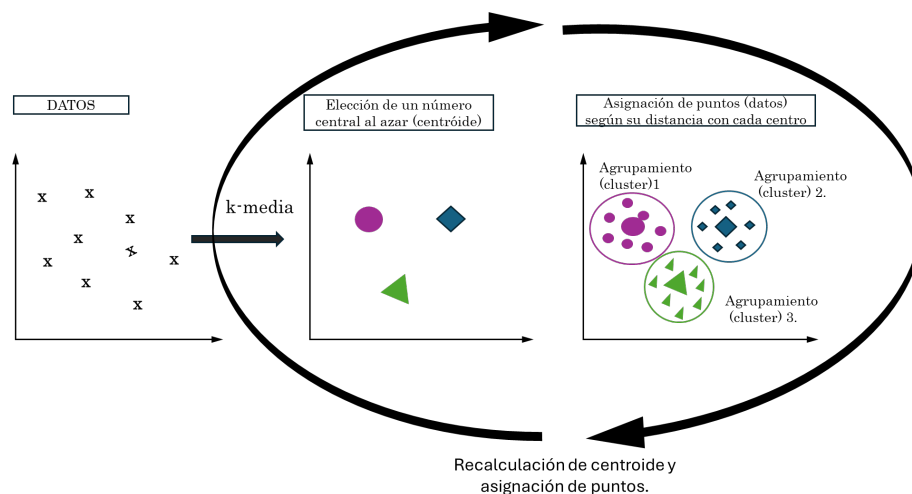 DATOS
Elección de un número
central al azar (centróide)
Asignación de puntos (datos)
según su distancia con cada centro
x
x
x
x
x
x
x
x
x
k-media
Agrupamiento
(cluster)1
Agrupamiento
(cluster) 2.
Agrupamiento
(cluster) 3.
Recalculación de centroide y
asignación de puntos.